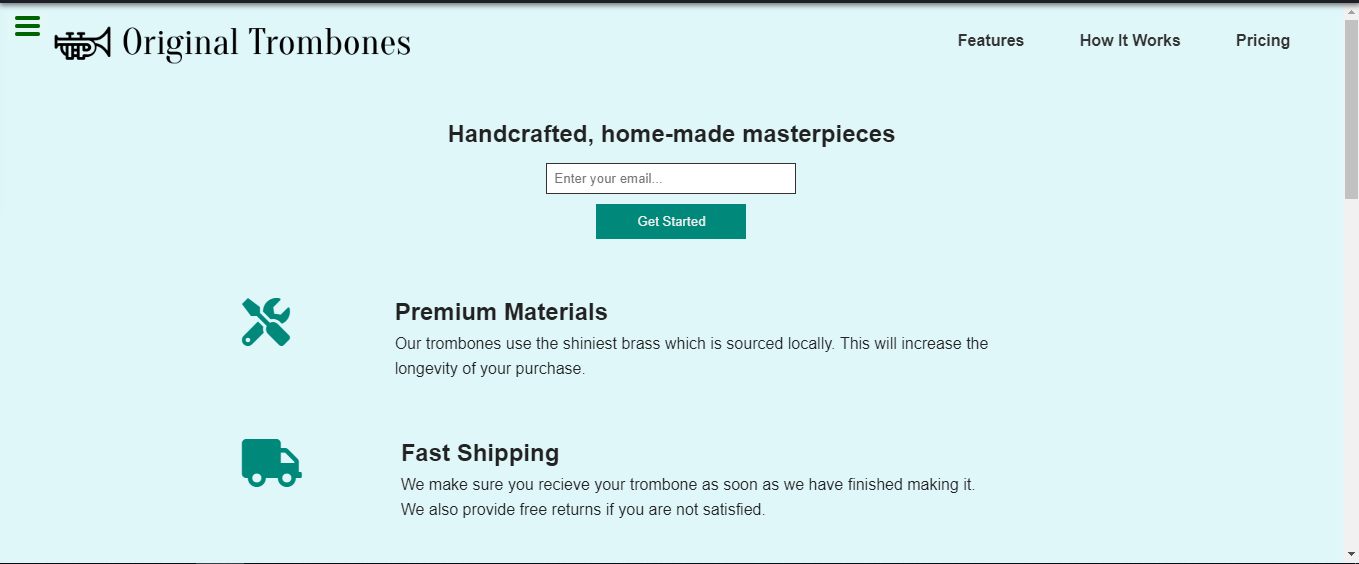 Original Trombones
Features
How It Works
Pricing
Handcrafted, home-made masterpieces
Enter your email...
Get Started
Premium Materials
Our trombones use the shiniest brass which is sourced locally. This will increase the
longevity of your purchase.
Fast Shipping
We make sure you recieve your trombone as soon as we have finished making it.
We also provide free returns if you are not satisfied.